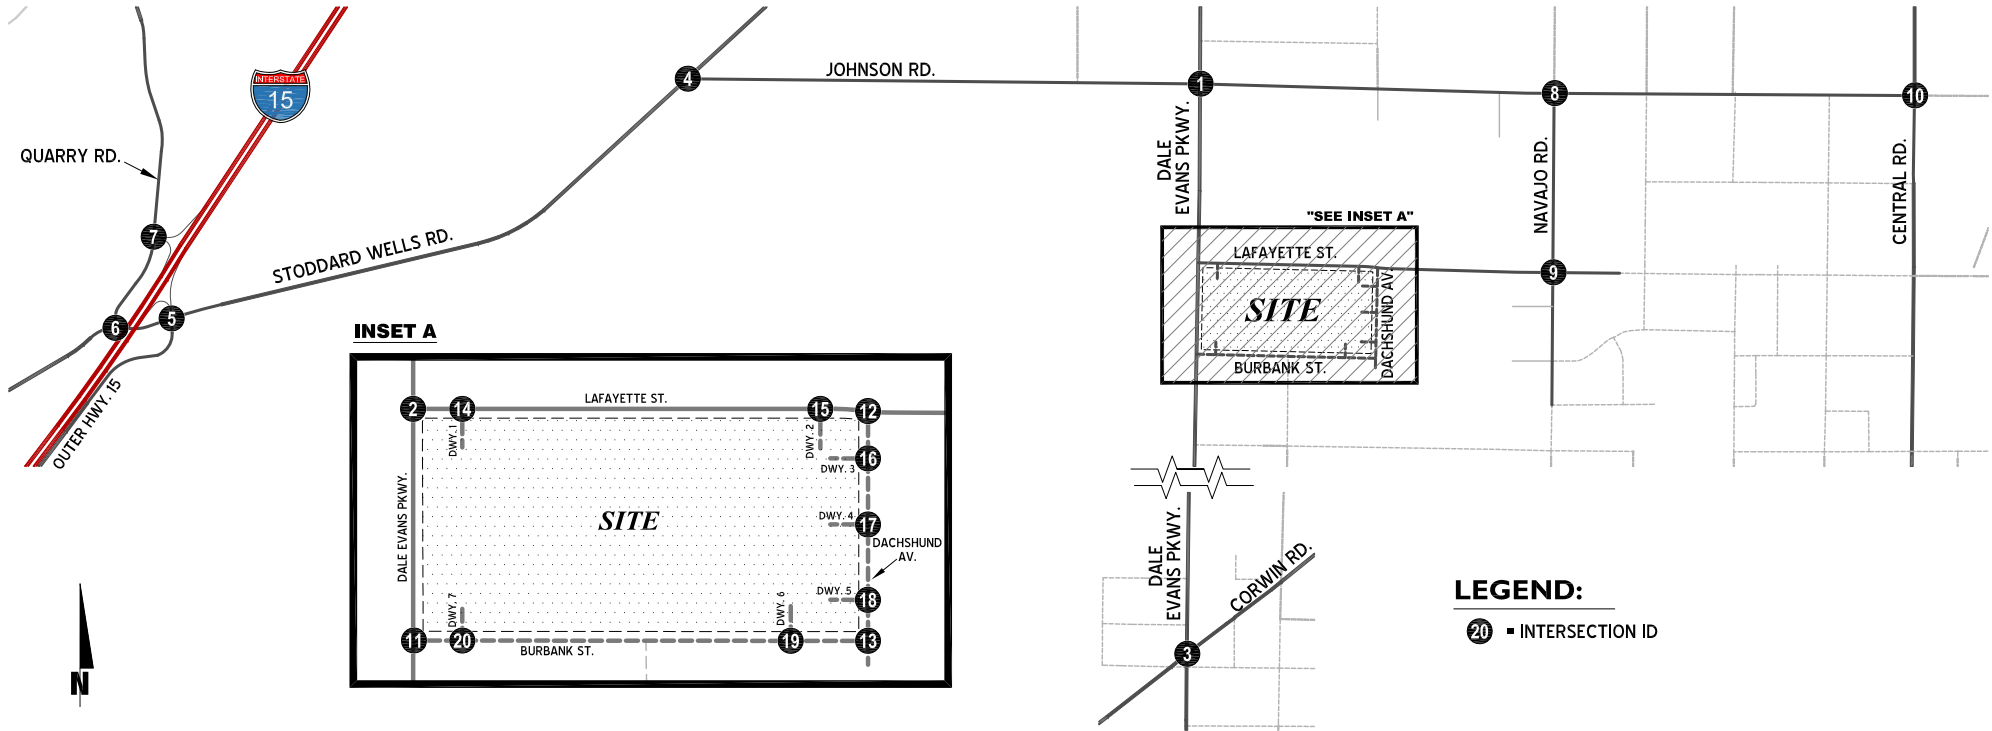 INTERSTATE
15
4
JOHNSON RD.
1
8
10
QUARRY RD.
DALE
EVANS PKWY.
NAVAJO RD.
CENTRAL RD.
7
STODDARD WELLS RD.
"SEE INSET A"
LAFAYETTE ST.
9
SITE
DACHSHUND AV.
BURBANK ST.
5
6
OUTER HWY. 15
INSET A
2
14
LAFAYETTE ST.
15
12
DWY. 1
DWY. 2
16
DWY. 3
DALE EVANS PKWY.
SITE
DWY. 4
17
DACHSHUND
AV.
DWY. 5
18
DWY. 7
DWY. 6
11
20
BURBANK ST.
19
13
N
DALE
EVANS PKWY.
CORWIN RD.
3
LEGEND:
20 = INTERSECTION ID